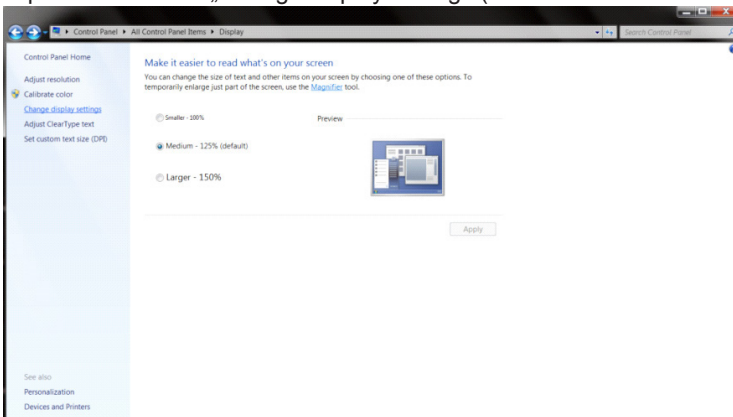 Control Panel ▸ All Control Panel Items ▸ Display
Search Control Panel
Control Panel Home
Adjust resolution
Calibrate color
Change display settings
Adjust ClearType text
Set custom text size (DPI)
Make it easier to read what's on your screen
You can change the size of text and other items on your screen by choosing one of these options. To
temporarily enlarge just part of the screen, use the Magnifier tool.
Smaller - 100%
Preview
Medium - 125% (default)
Larger - 150%
Apply
See also
Personalization
Devices and Printers